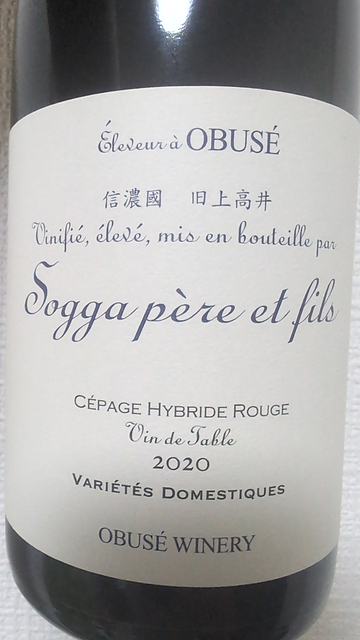 Éleveur à OBUSÉ
信濃國 旧上高井
Vinifié, élevé, mis en bouteille par
Sogga père et fils
CÉPAGE HYBRIDE ROUGE
Vin de Table
2020
VARIÉTÉS DOMESTIQUES
OBUSÉ WINERY